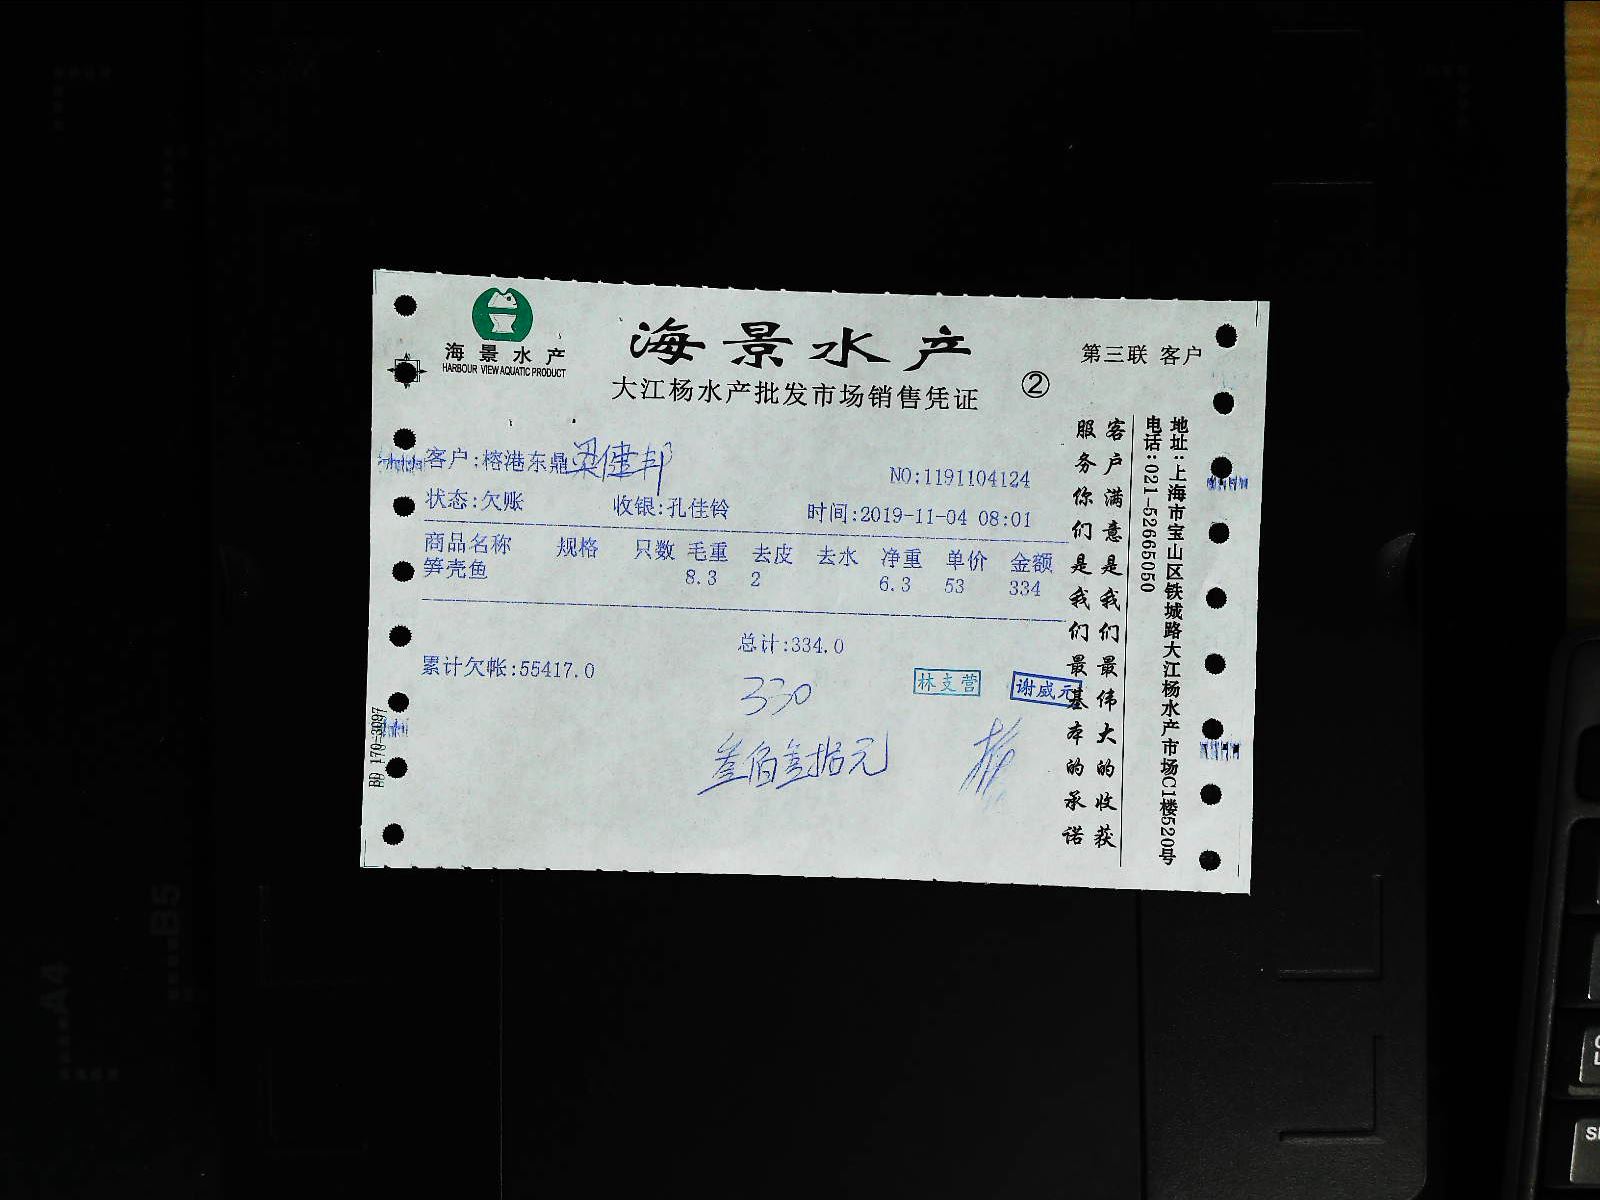 海景水产
HARBOUR VIEW AQUATIC PRODUCT
海景水产
大江杨水产批发市场销售凭证
②
第三联 客户
客户:榕港东鼎梁健邦
NO:1191104124
状态:欠账 收银:孔佳铃 时间:2019-11-04 08:01
商品名称 规格 只数 毛重 去皮 去水 净重 单价 金额
笋壳鱼 8.3 2 6.3 53 334
总计:334.0
累计欠帐:55417.0
330
叁佰叁拾元
林支营
谢威元
客户满意是我们最伟大的收获
服务你们是我们最基本的承诺
地址:上海市宝山区铁城路大江杨水产市场C1楼520号
电话:021-52665050
BD 170-3097
A4
B5